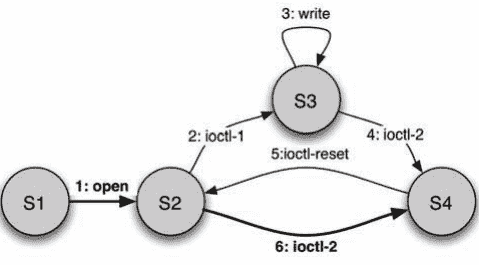 3: write
S3
2: ioctl-1
4: ioctl-2
5:ioctl-reset
1: open
S1
S2
S4
6: ioctl-2